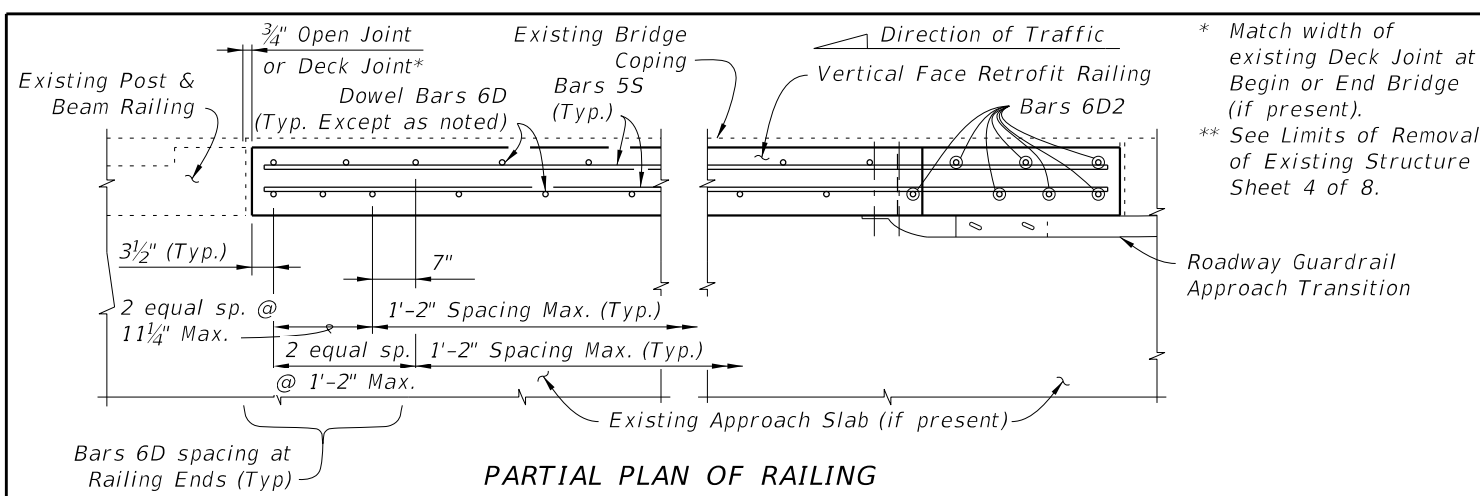 ¾" Open Joint
or Deck Joint*
Existing Post &
Beam Railing
Dowel Bars 6D
(Typ. Except as noted)
Existing Bridge
Coping
Bars 5S
(Typ.)
Direction of Traffic
Vertical Face Retrofit Railing
Bars 6D2
* Match width of
existing Deck Joint at
Begin or End Bridge
(if present).
** See Limits of Removal
of Existing Structure
Sheet 4 of 8.
3½" (Typ.)
7"
2 equal sp. @
11¼" Max.
1'-2" Spacing Max. (Typ.)
2 equal sp.
@ 1'-2" Max.
1'-2" Spacing Max. (Typ.)
Roadway Guardrail
Approach Transition
Existing Approach Slab (if present)
Bars 6D spacing at
Railing Ends (Typ)
PARTIAL PLAN OF RAILING